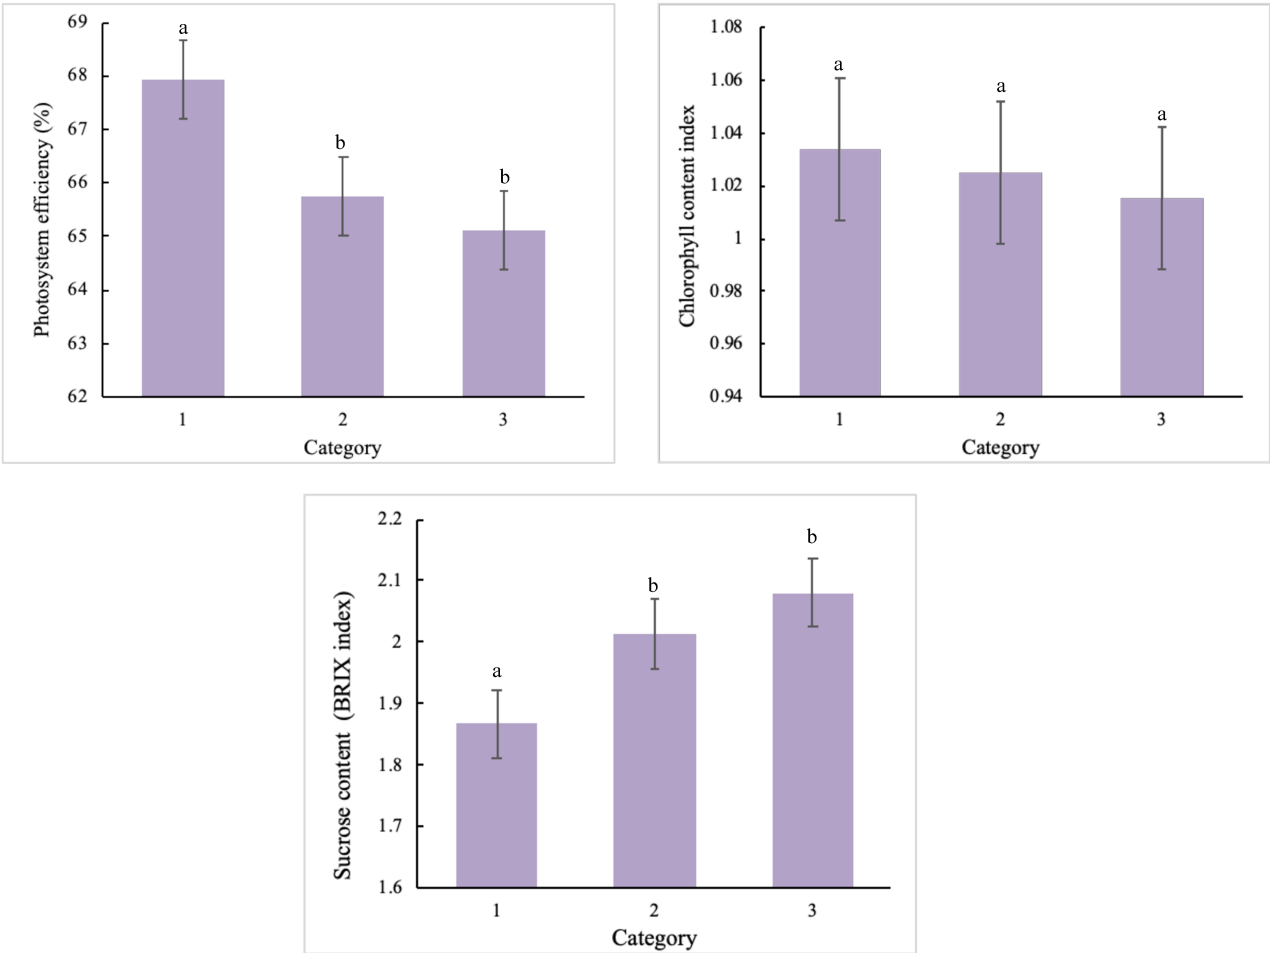 69
68
67
66
65
64
63
62
Photosystem efficiency (%)
a
b
b
1 2 3
Category
1.08
1.06
1.04
1.02
1
0.98
0.96
0.94
Chlorophyll content index
a
a
a
1 2 3
Category
2.2
2.1
2
1.9
1.8
1.7
1.6
Sucrose content (BRIX index)
a
b
b
1 2 3
Category